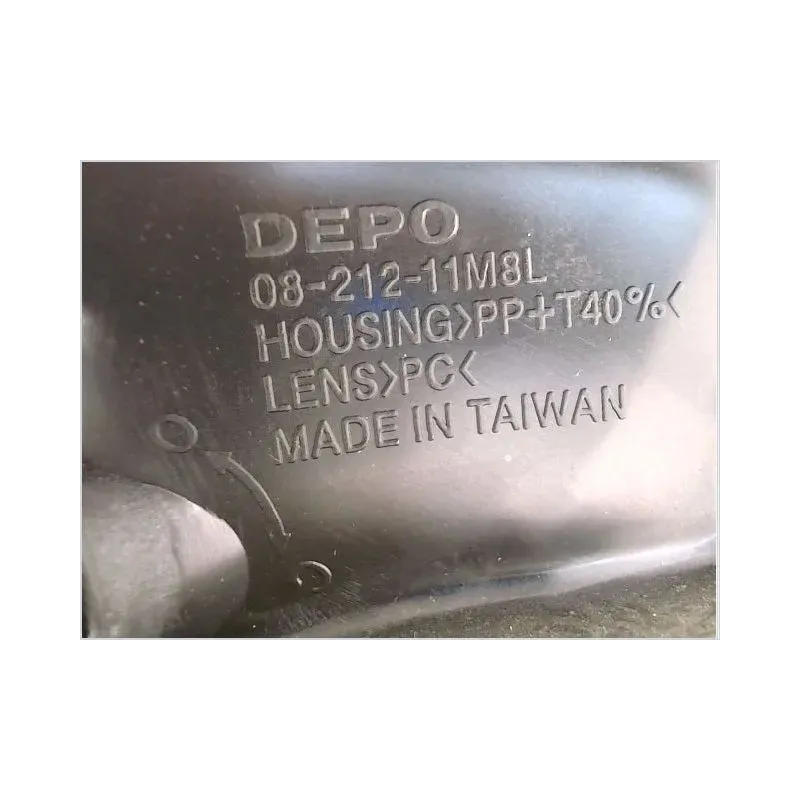 DEPO
08-212-11M8L
HOUSING>PP+T40%<
LENS>PC<
MADE IN TAIWAN